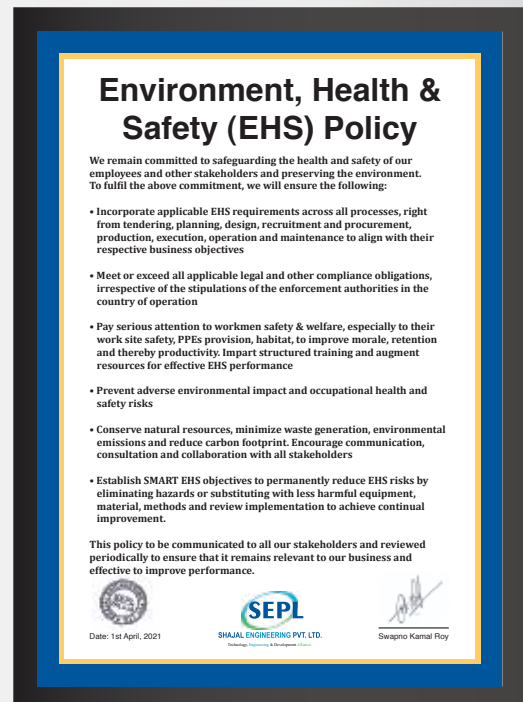 Environment, Health &
Safety (EHS) Policy
We remain committed to safeguarding the health and safety of our
employees and other stakeholders and preserving the environment.
To fulfil the above commitment, we will ensure the following:
• Incorporate applicable EHS requirements across all processes, right
from tendering, planning, design, recruitment and procurement,
production, execution, operation and maintenance to align with their
respective business objectives
• Meet or exceed all applicable legal and other compliance obligations,
irrespective of the stipulations of the enforcement authorities in the
country of operation
• Pay serious attention to workmen safety & welfare, especially to their
work site safety, PPEs provision, habitat, to improve morale, retention
and thereby productivity. Impart structured training and augment
resources for effective EHS performance
• Prevent adverse environmental impact and occupational health and
safety risks
• Conserve natural resources, minimize waste generation, environmental
emissions and reduce carbon footprint. Encourage communication,
consultation and collaboration with all stakeholders
• Establish SMART EHS objectives to permanently reduce EHS risks by
eliminating hazards or substituting with less harmful equipment,
material, methods and review implementation to achieve continual
improvement.
This policy to be communicated to all our stakeholders and reviewed
periodically to ensure that it remains relevant to our business and
effective to improve performance.
SEPL
SHAJAL ENGINEERING PVT. LTD.
Technology, Engineering & Development Alliance
Date: 1st April, 2021
Swapno Kamal Roy